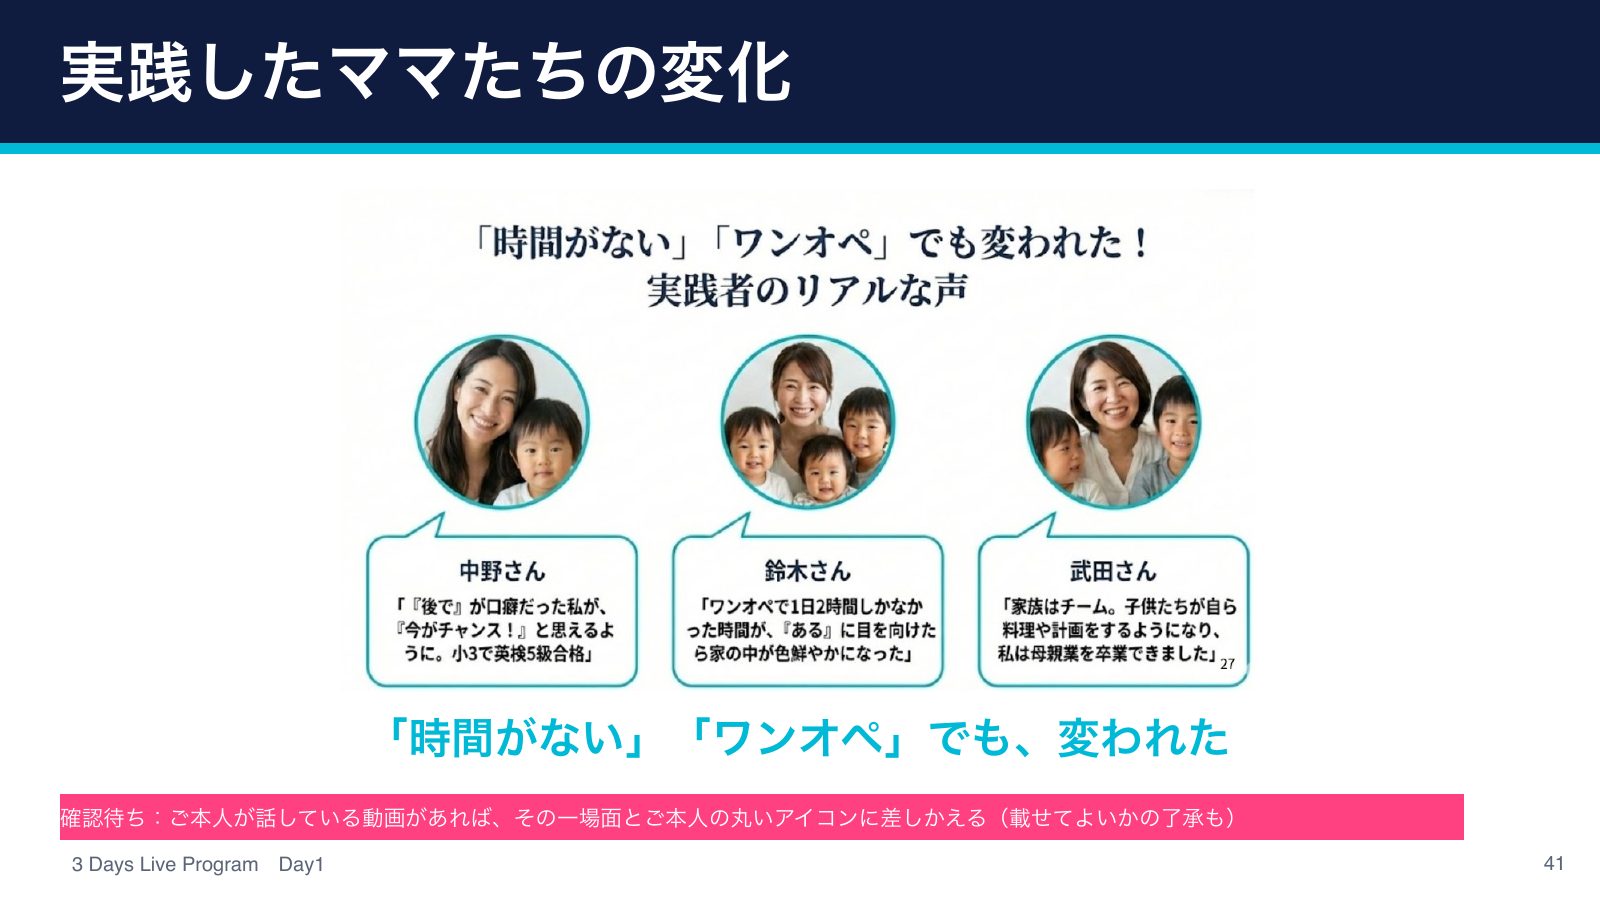 実践したママたちの変化
「時間がない」「ワンオペ」でも変われた！
実践者のリアルな声
中野さん
「『後で』が口癖だった私が、
『今がチャンス！』と思えるよ
うに。小3で英検5級合格」
鈴木さん
「ワンオペで1日2時間しかなか
った時間が、『ある』に目を向けた
ら家の中が色鮮やかになった」
武田さん
「家族はチーム。子供たちが自ら
料理や計画をするようになり、
私は母親業を卒業できました」
27
「時間がない」「ワンオペ」でも、変われた
確認待ち：ご本人が話している動画があれば、その一場面とご本人の丸いアイコンに差しかえる（載せてよいかの了承も）
3 Days Live Program　Day1
41